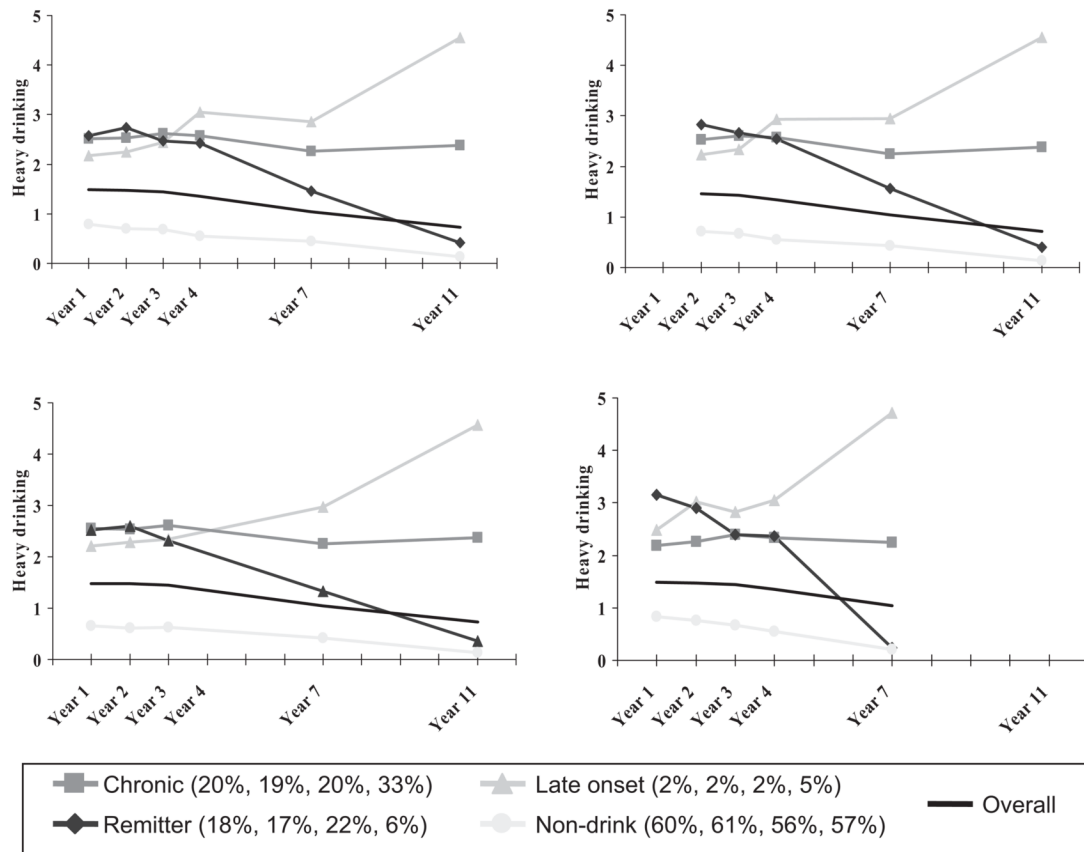 5
4
3
2
1
0
Heavy drinking
Year 1
Year 2
Year 3
Year 4
Year 7
Year 11
5
4
3
2
1
0
Heavy drinking
Year 1
Year 2
Year 3
Year 4
Year 7
Year 11
5
4
3
2
1
0
Heavy drinking
Year 1
Year 2
Year 3
Year 4
Year 7
Year 11
5
4
3
2
1
0
Heavy drinking
Year 1
Year 2
Year 3
Year 4
Year 7
Year 11
Chronic (20%, 19%, 20%, 33%)
Late onset (2%, 2%, 2%, 5%)
Remitter (18%, 17%, 22%, 6%)
Non-drink (60%, 61%, 56%, 57%)
Overall